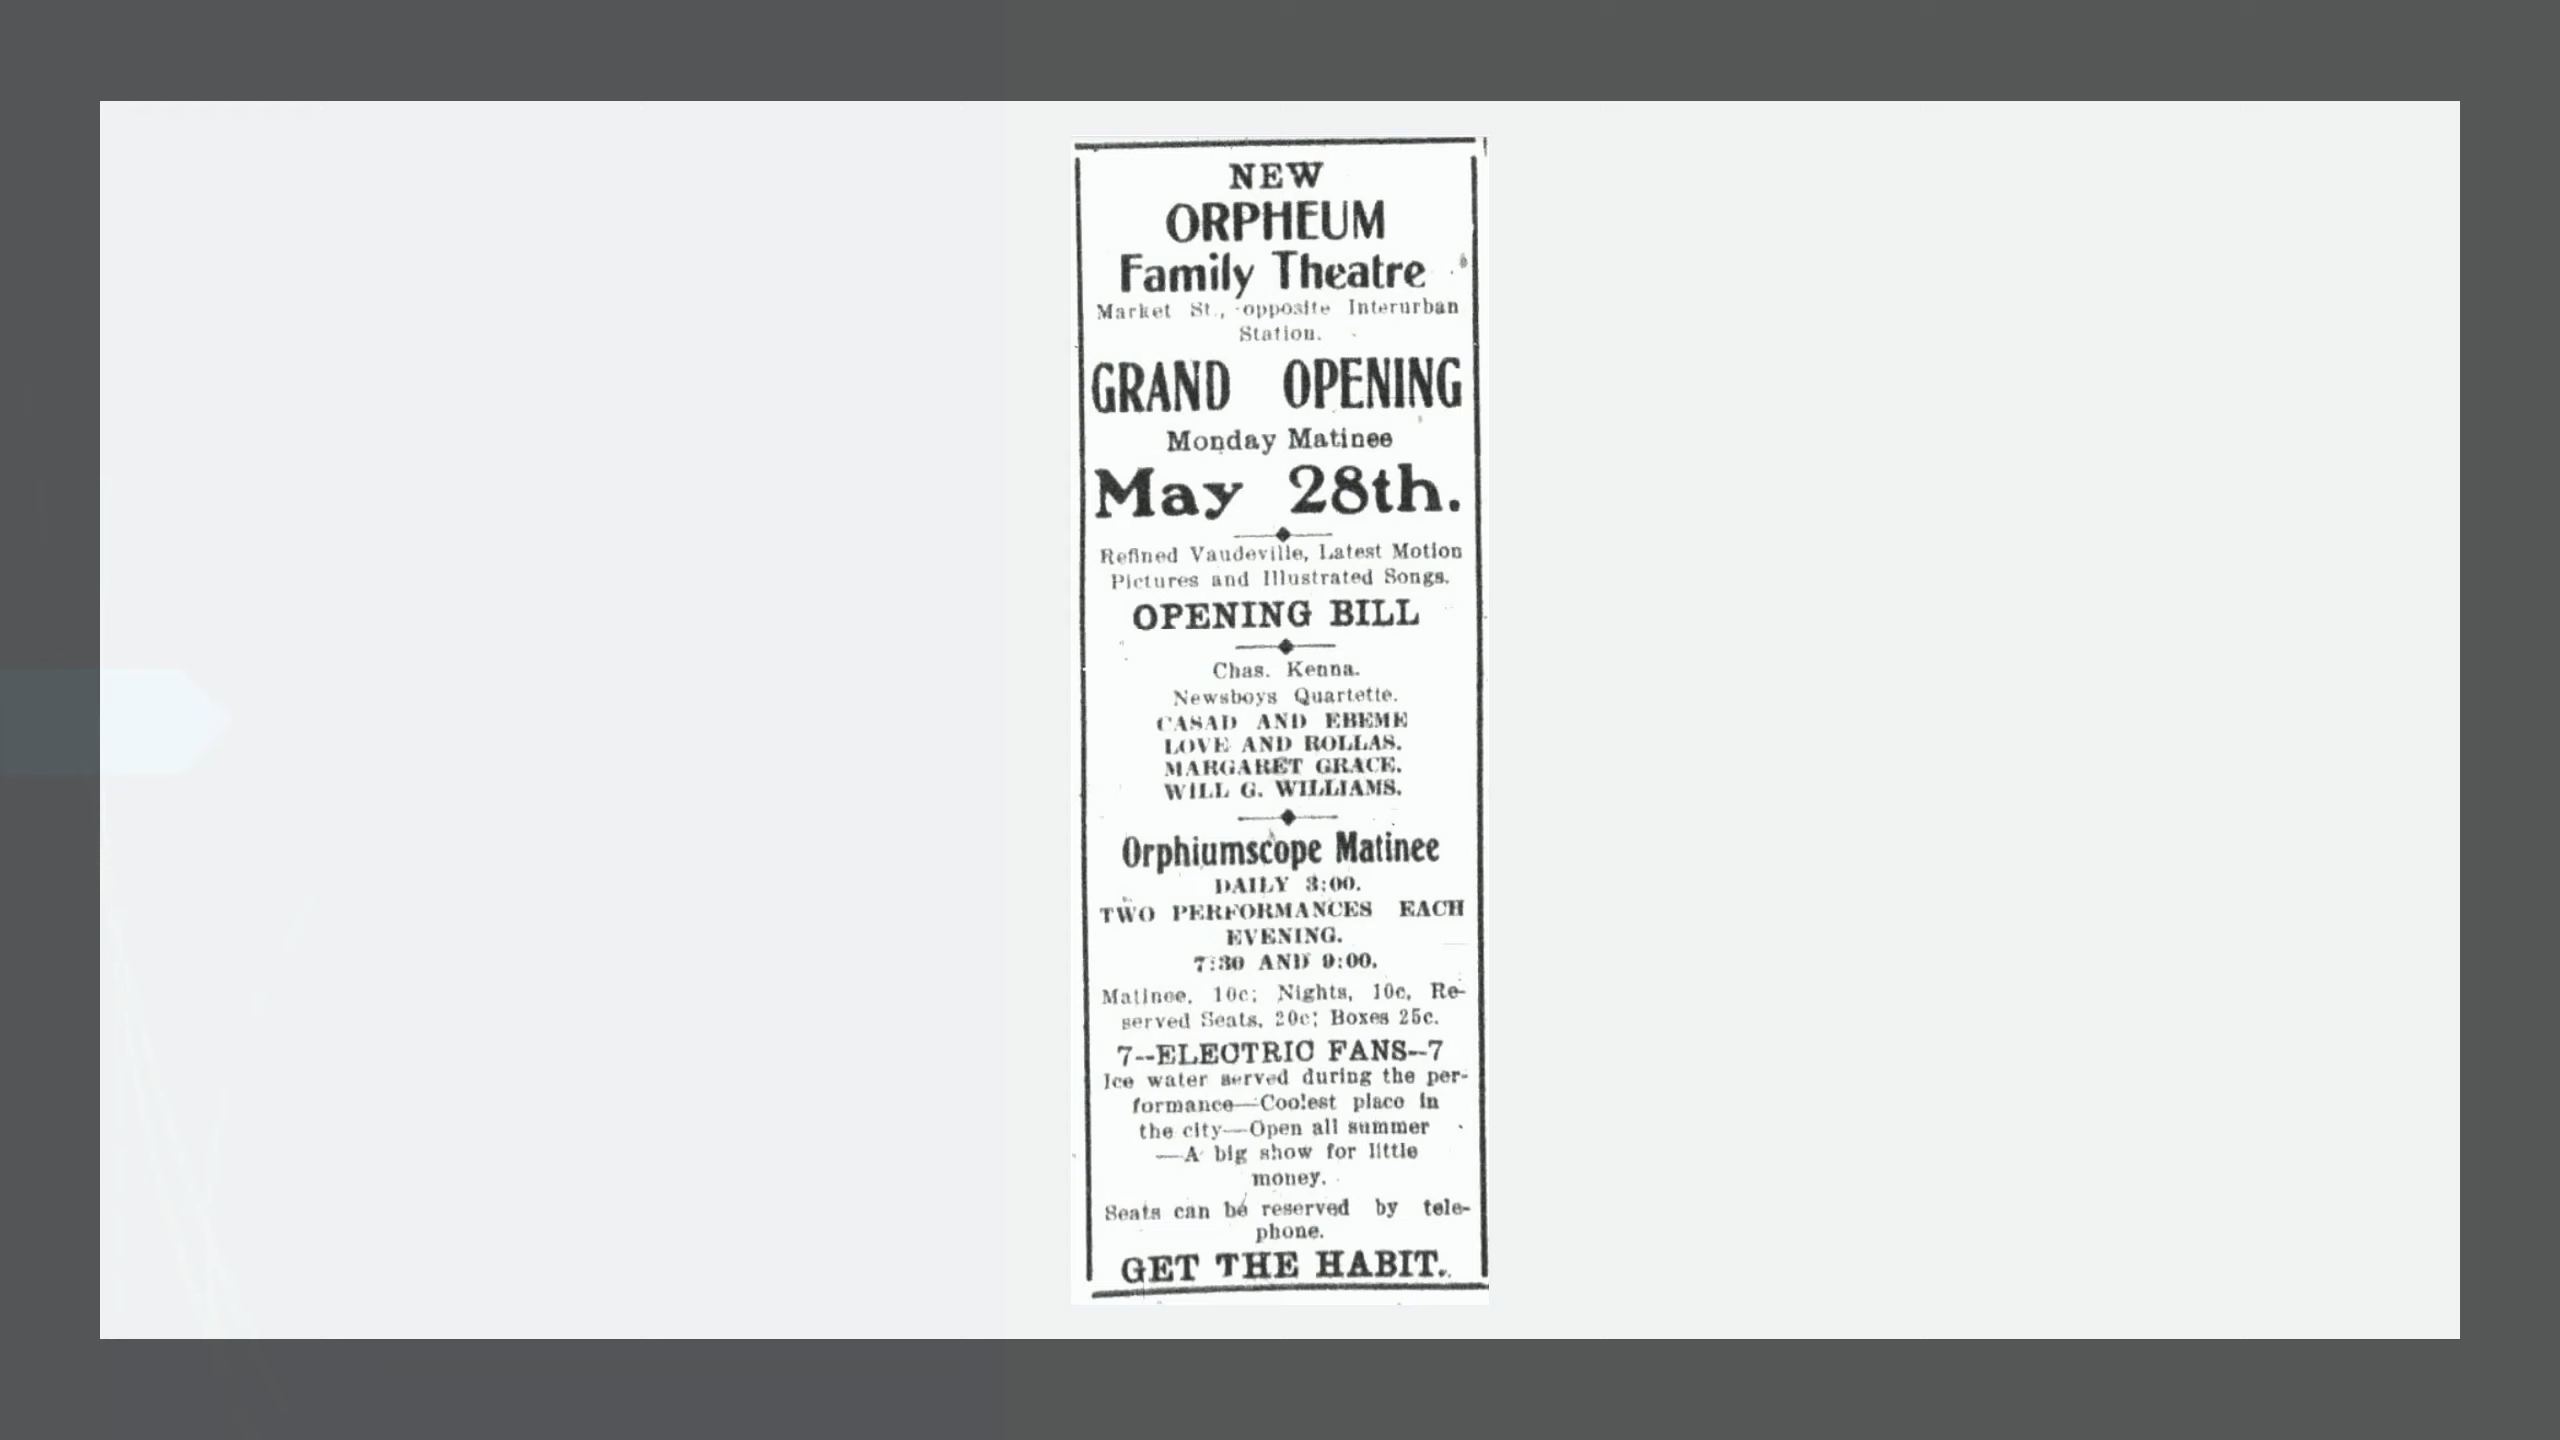 NEW
ORPHEUM
Family Theatre
Market St., opposite Interurban
Station.
GRAND OPENING
Monday Matinee
May 28th.
Refined Vaudeville, Latest Motion
Pictures and Illustrated Songs.
OPENING BILL
Chas. Kenna.
Newsboys Quartette.
CASAD AND EBEME
LOVE AND ROLLAS.
MARGARET GRACE.
WILL G. WILLIAMS.
Orphiumscope Matinee
DAILY 3:00.
TWO PERFORMANCES EACH
EVENING.
7:30 AND 9:00.
Matinee, 10c; Nights, 10c, Re-
served Seats, 20c; Boxes 25c.
7--ELECTRIC FANS--7
Ice water served during the per-
formance—Coolest place in
the city—Open all summer
—A big show for little
money.
Seats can be reserved by tele-
phone.
GET THE HABIT.